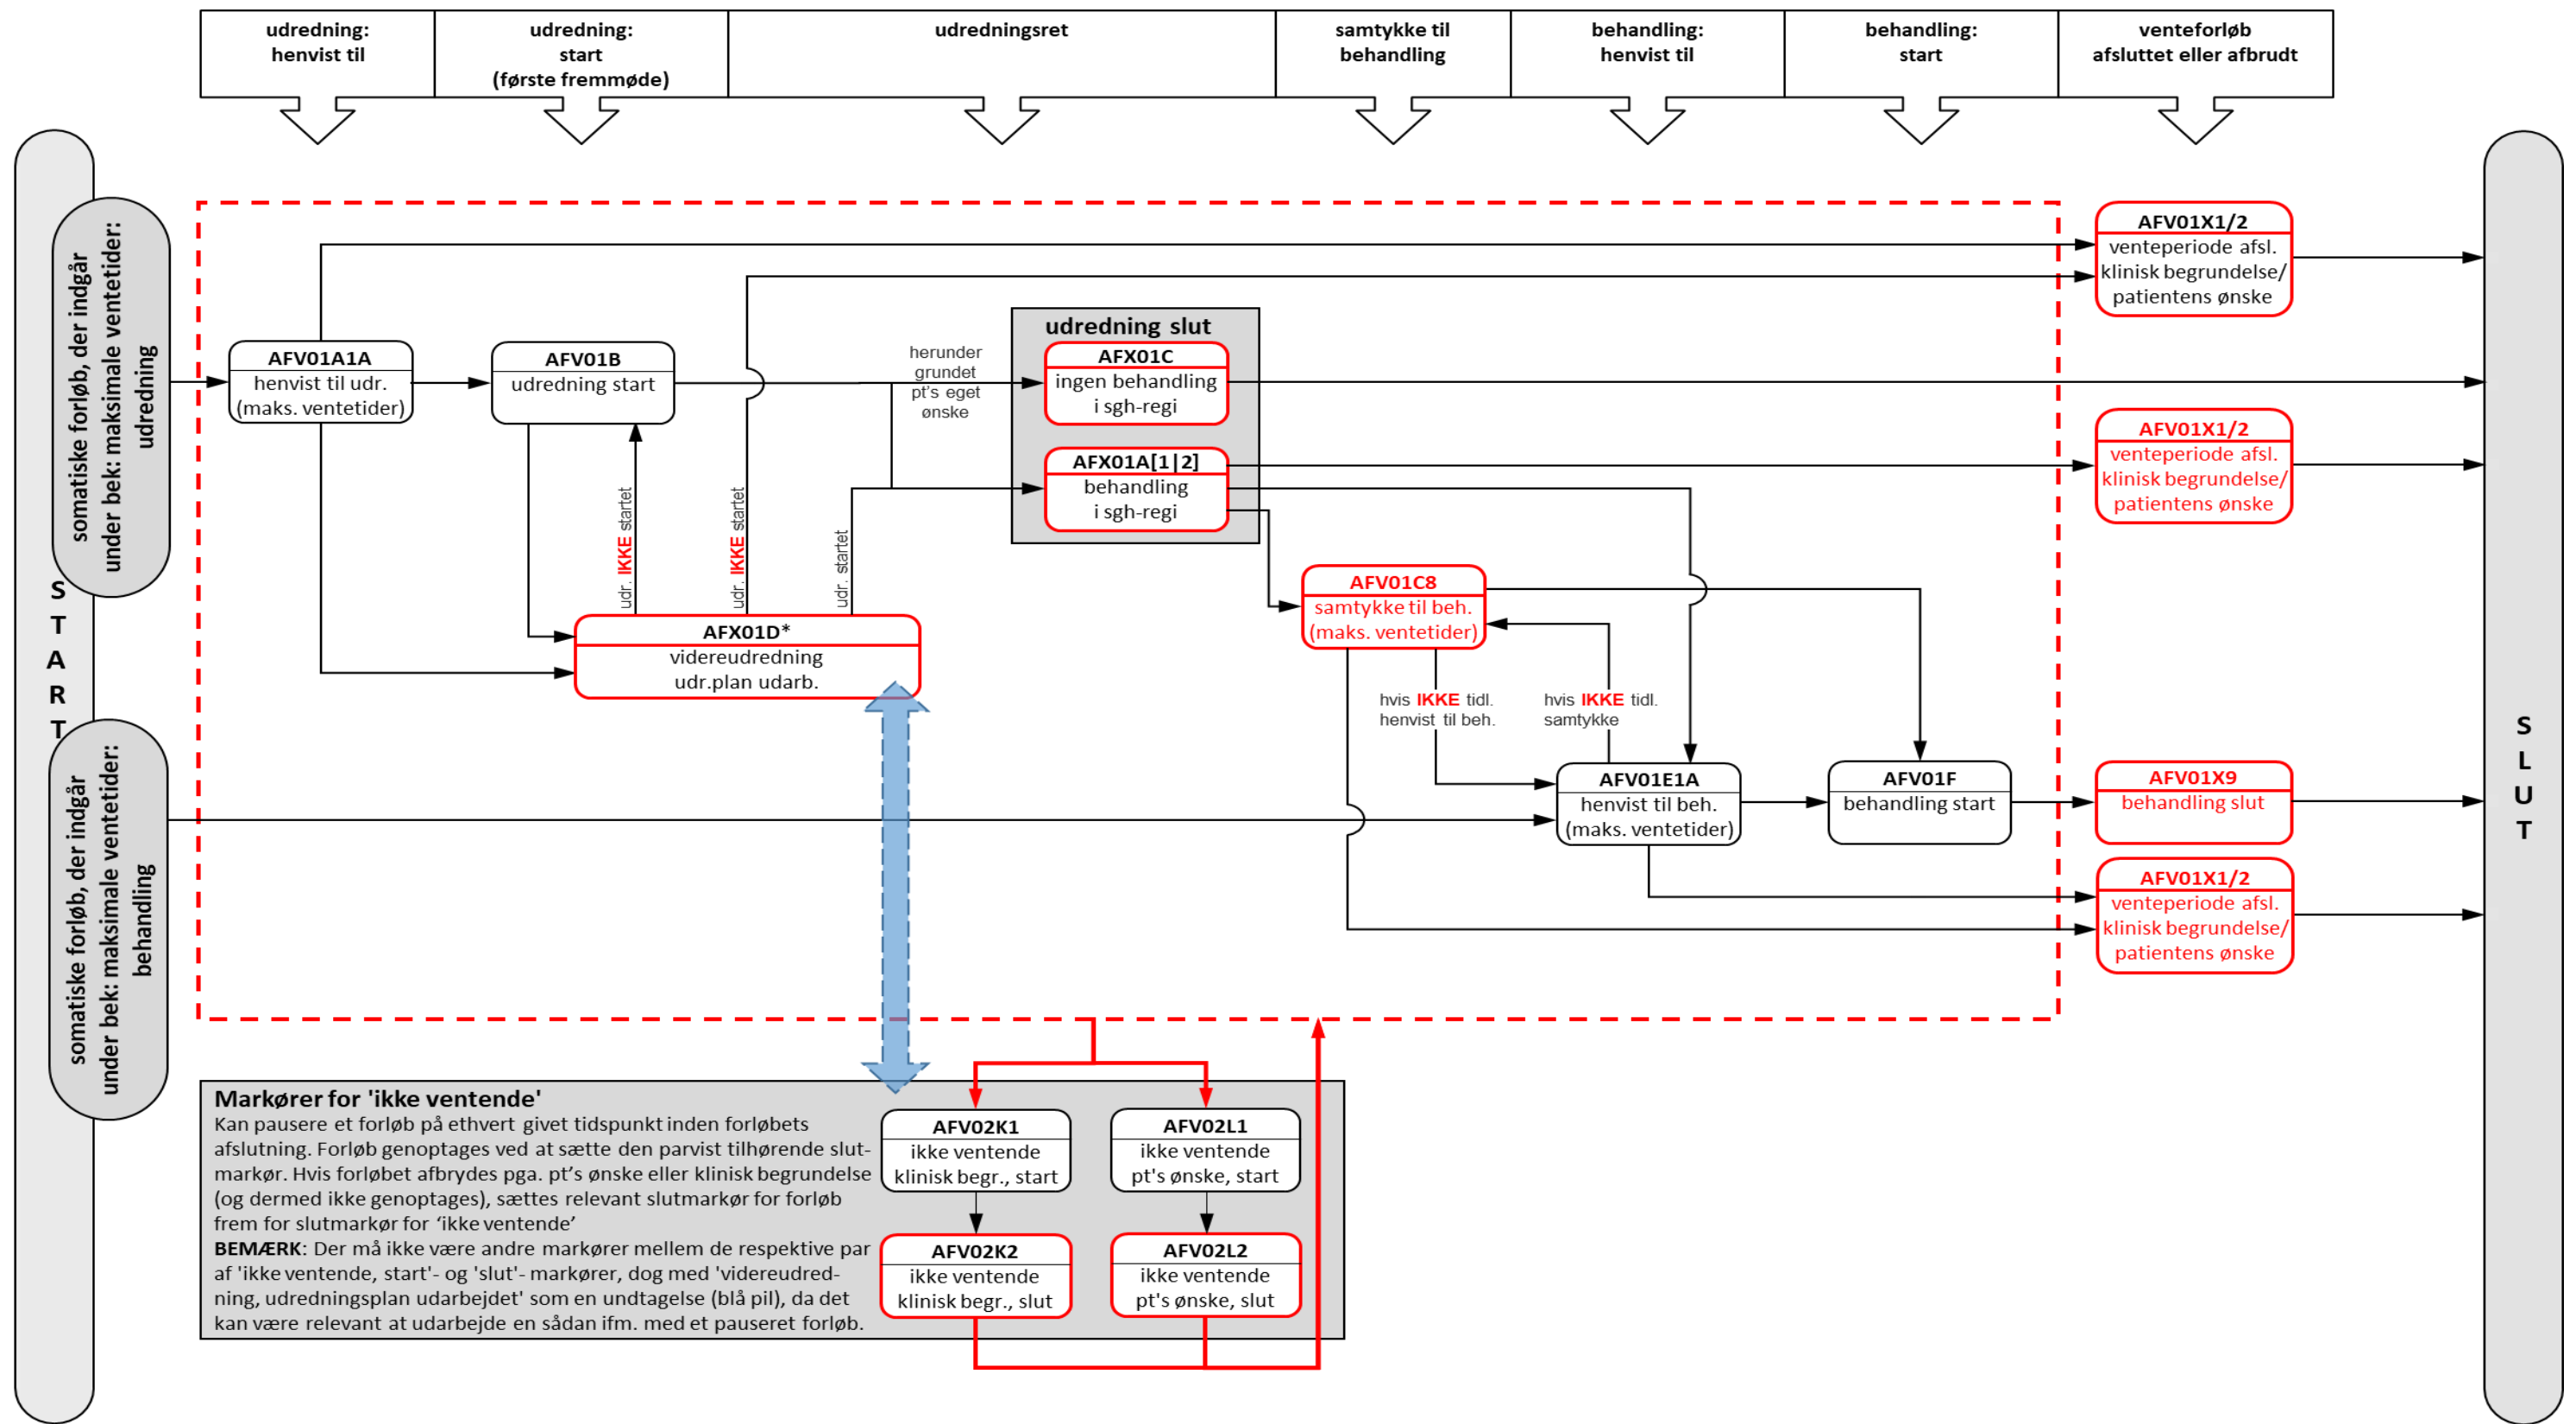 udredning:
henvist til
udredning:
start
(første fremmøde)
udredningsret
samtykke til
behandling
behandling:
henvist til
behandling:
start
venteforløb
afsluttet eller afbrudt
START
somatiske forløb, der indgår
under bek: maksimale ventetider:
udredning
somatiske forløb, der indgår
under bek: maksimale ventetider:
behandling
AFV01A1A
henvist til udr.
(maks. ventetider)
AFV01B
udredning start
herunder
grundet
pt's eget
ønske
udredning slut
AFX01C
ingen behandling
i sgh-regi
AFX01A[1|2]
behandling
i sgh-regi
AFV01X1/2
venteperiode afsl.
klinisk begrundelse/
patientens ønske
AFV01X1/2
venteperiode afsl.
klinisk begrundelse/
patientens ønske
udr. IKKE startet
udr. IKKE startet
udr. startet
AFX01D*
videreudredning
udr.plan udarb.
AFV01C8
samtykke til beh.
(maks. ventetider)
hvis IKKE tidl.
henvist til beh.
hvis IKKE tidl.
samtykke
AFV01E1A
henvist til beh.
(maks. ventetider)
AFV01F
behandling start
AFV01X9
behandling slut
AFV01X1/2
venteperiode afsl.
klinisk begrundelse/
patientens ønske
SLUT
Markører for 'ikke ventende'
Kan pausere et forløb på ethvert givet tidspunkt inden forløbets
afslutning. Forløb genoptages ved at sætte den parvist tilhørende slut-
markør. Hvis forløbet afbrydes pga. pt's ønske eller klinisk begrundelse
(og dermed ikke genoptages), sættes relevant slutmarkør for forløb
frem for slutmarkør for ‘ikke ventende’
BEMÆRK: Der må ikke være andre markører mellem de respektive par
af 'ikke ventende, start'- og 'slut'- markører, dog med 'videreudred-
ning, udredningsplan udarbejdet' som en undtagelse (blå pil), da det
kan være relevant at udarbejde en sådan ifm. med et pauseret forløb.
AFV02K1
ikke ventende
klinisk begr., start
AFV02L1
ikke ventende
pt's ønske, start
AFV02K2
ikke ventende
klinisk begr., slut
AFV02L2
ikke ventende
pt's ønske, slut